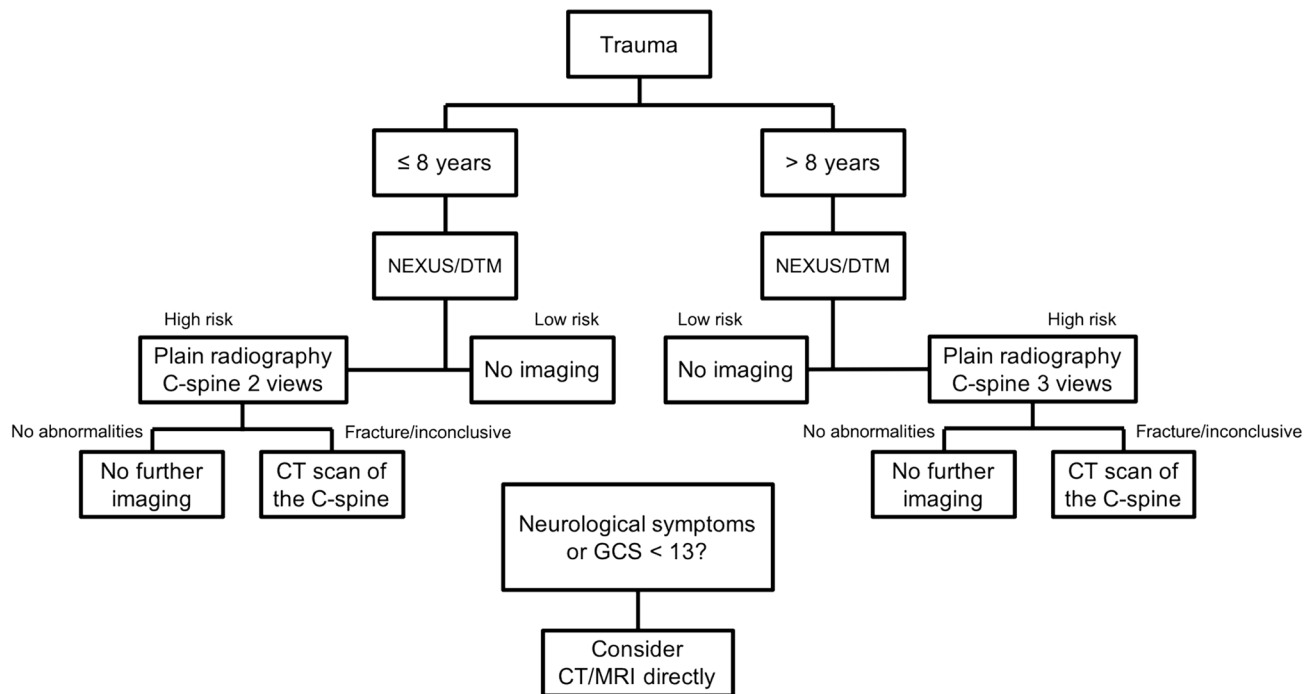 Trauma
≤ 8 years
> 8 years
NEXUS/DTM
NEXUS/DTM
High risk
Low risk
Low risk
High risk
Plain radiography
C-spine 2 views
No imaging
No imaging
Plain radiography
C-spine 3 views
No abnormalities
Fracture/inconclusive
No abnormalities
Fracture/inconclusive
No further
imaging
CT scan of
the C-spine
No further
imaging
CT scan of
the C-spine
Neurological symptoms
or GCS < 13?
Consider
CT/MRI directly